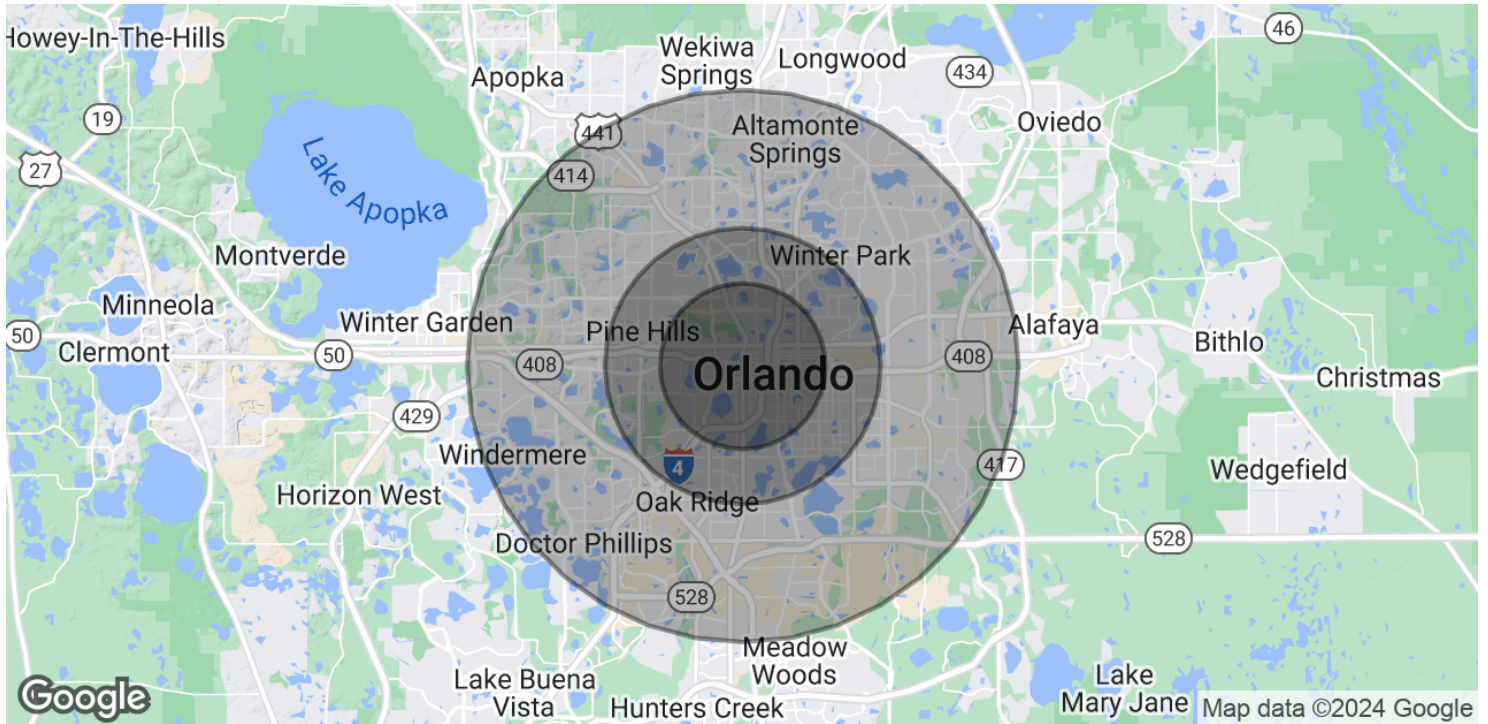 Howey-In-The-Hills
Wekiwa
Springs
Longwood
46
Apopka
434
19
441
Altamonte
Springs
Oviedo
27
414
Lake Apopka
Montverde
Winter Park
Minneola
Winter Garden
Pine Hills
Alafaya
50
Clermont
50
408
Orlando
408
Bithlo
Christmas
429
Windermere
4
417
Wedgefield
Horizon West
Oak Ridge
Doctor Phillips
528
528
Meadow
Woods
Lake Buena
Vista
Hunters Creek
Lake
Mary Jane
Google
Map data ©2024 Google